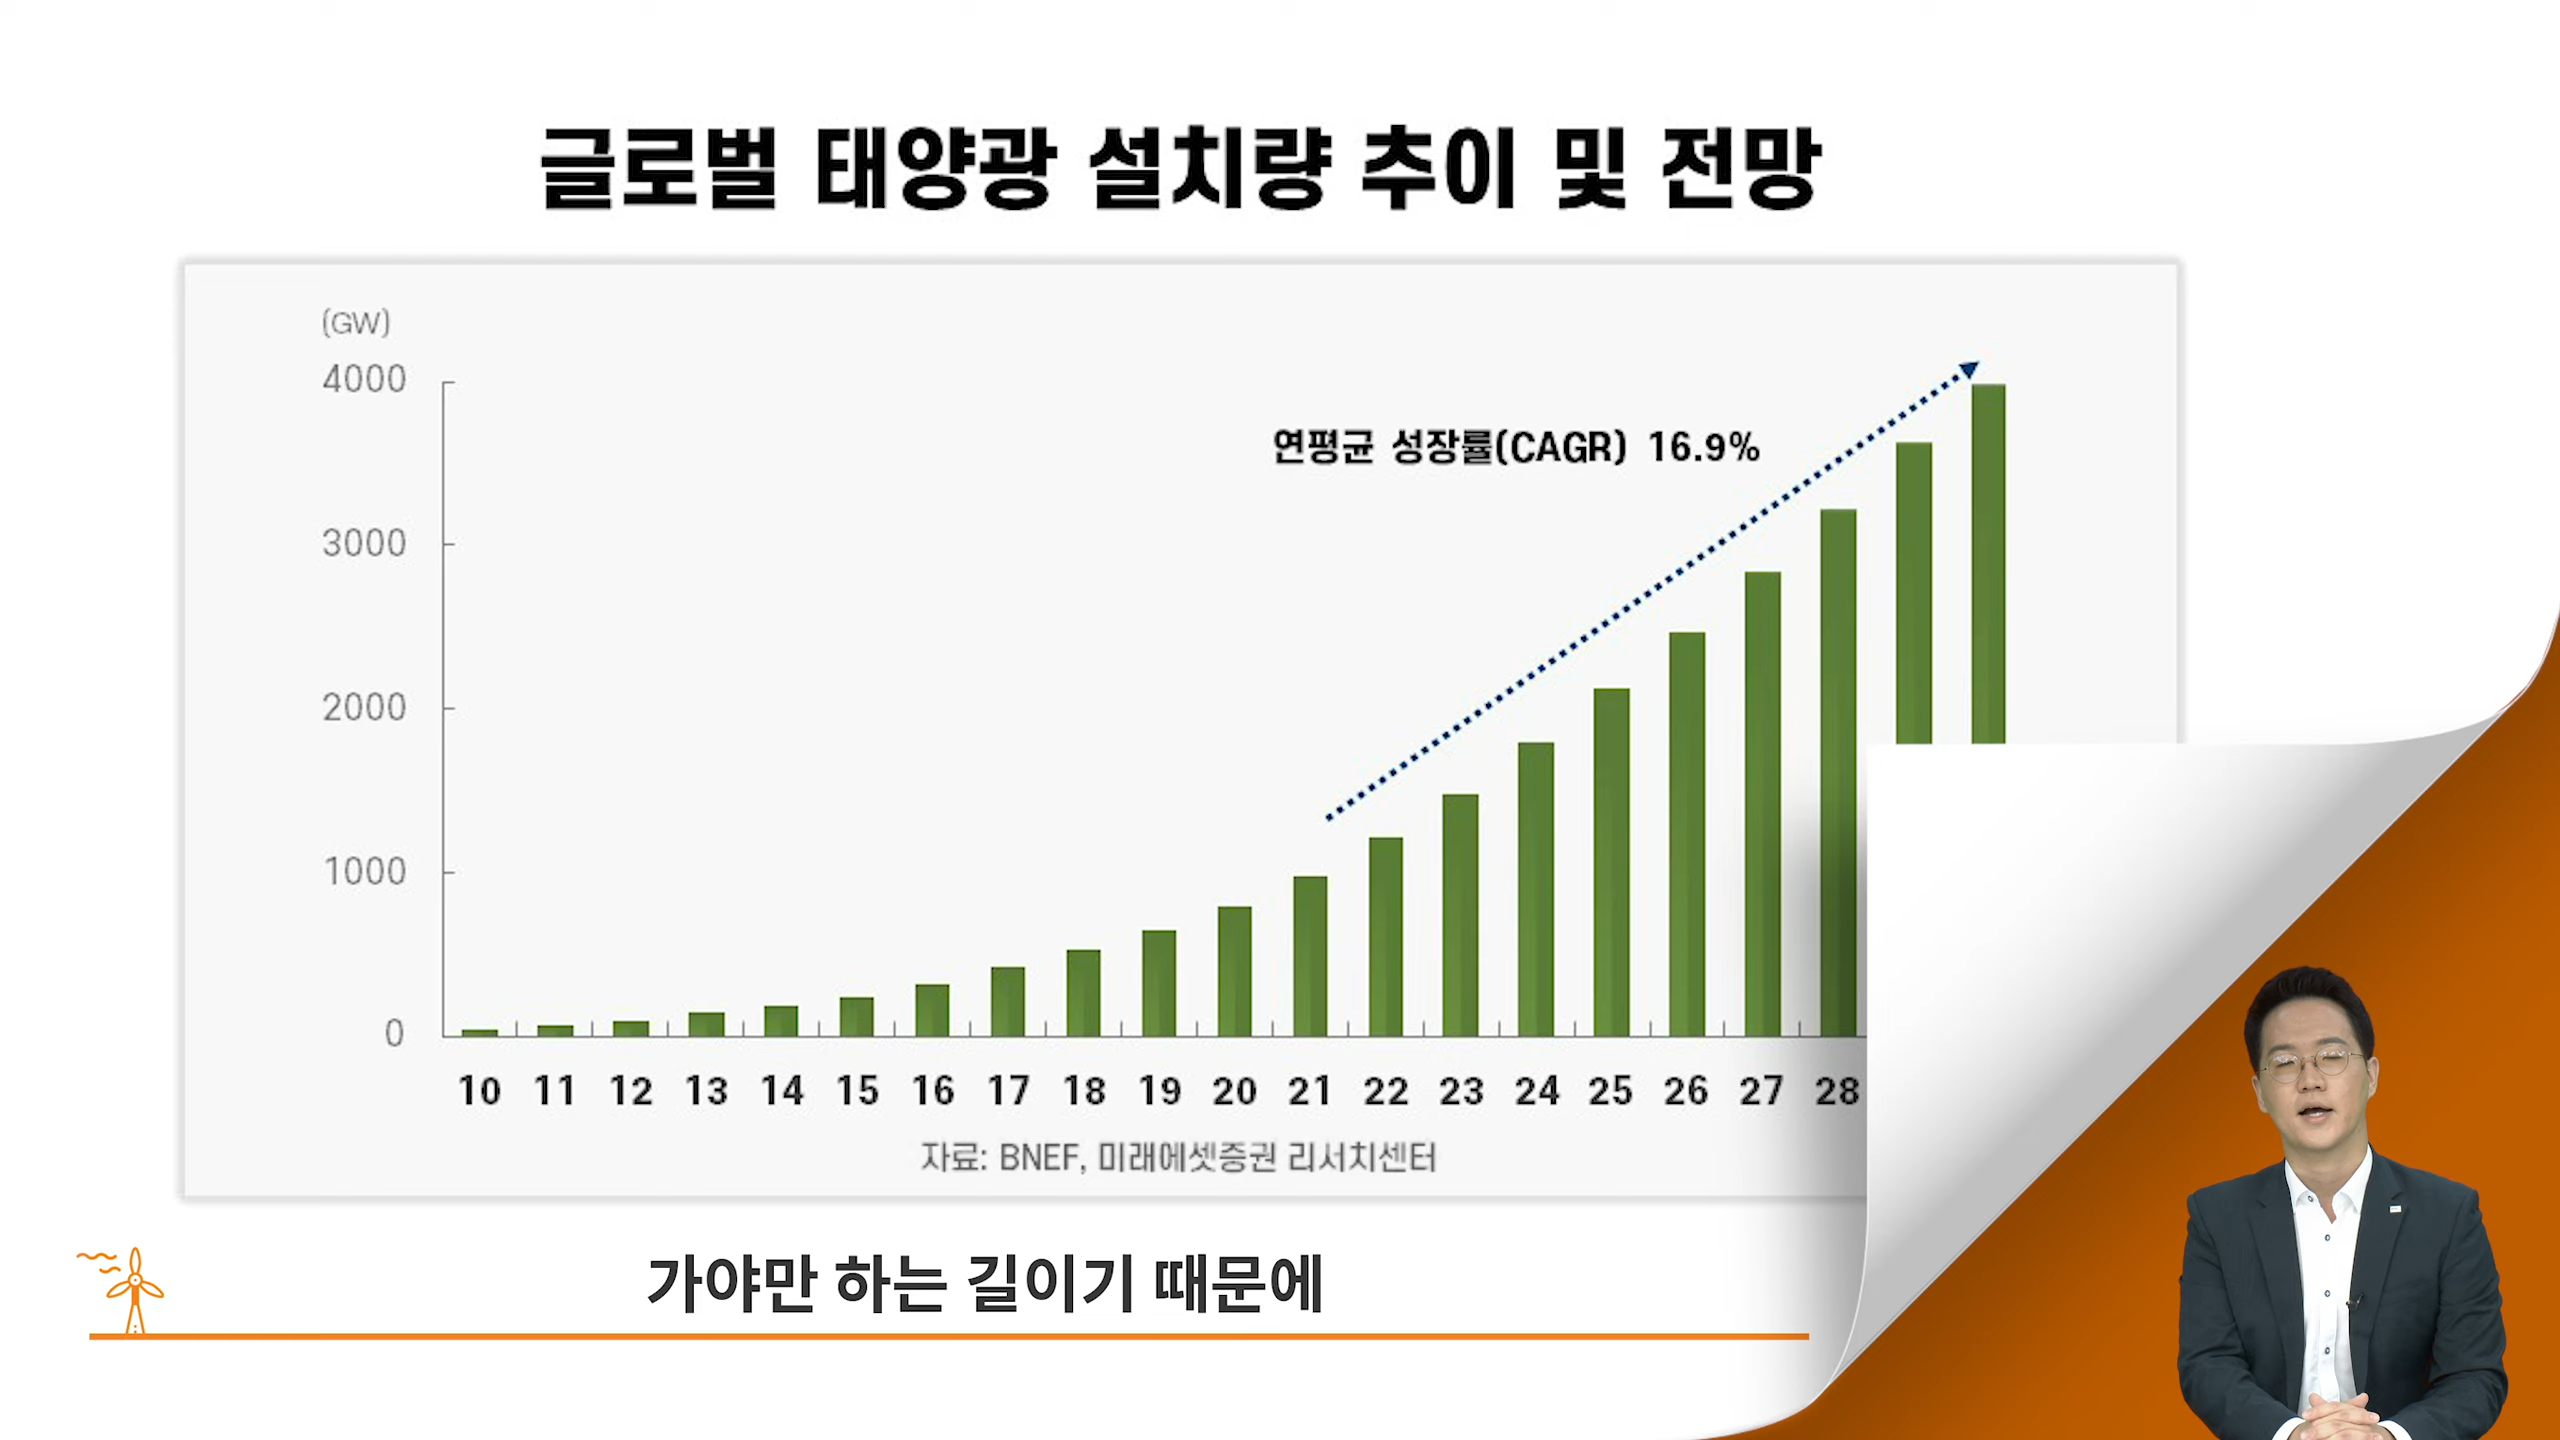 글로벌 태양광 설치량 추이 및 전망
(GW)
4000
3000
2000
1000
0
연평균 성장률(CAGR) 16.9%
10 11 12 13 14 15 16 17 18 19 20 21 22 23 24 25 26 27 28
자료: BNEF, 미래에셋증권 리서치센터
가야만 하는 길이기 때문에